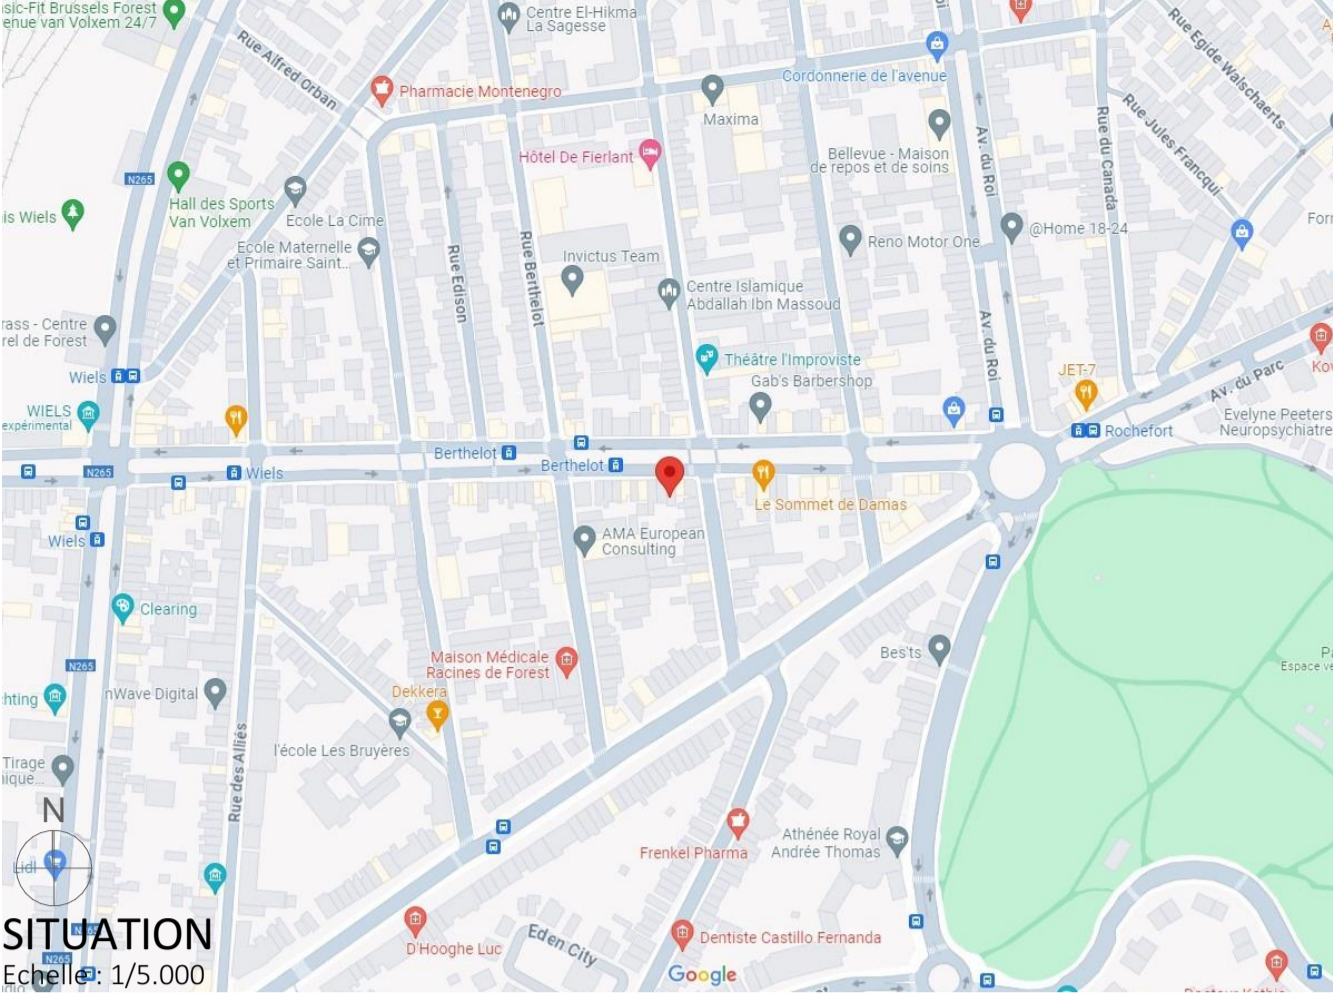 sic-Fit Brussels Forest
enue van Volxem 24/7
Centre El-Hikma
La Sagesse
Rue Alfred Orban
Rue Egide Walschaerts
Cordonnerie de l'avenue
Pharmacie Montenegro
Maxima
Rue Jules Francqui
Rue du Canada
Av. du Roi
Hôtel De Fierlant
Bellevue - Maison
de repos et de soins
N265
Hall des Sports
Van Volxem
is Wiels
Ecole La Cime
Ecole Maternelle
et Primaire Saint...
Rue Edison
Rue Berthelot
Invictus Team
Reno Motor One
@Home 18-24
Forr
Centre Islamique
Abdallah Ibn Massoud
rass - Centre
rel de Forest
Av. du Roi
Théâtre l'Improviste
Gab's Barbershop
Wiels
JET-7
Av. du Parc
Kov
WIELS
expérimental
Evelyne Peeters
Neuropsychiatre
Rochefort
Berthelot
Berthelot
N265
Wiels
Le Sommet de Damas
Wiels
AMA European
Consulting
Clearing
N265
Maison Médicale
Racines de Forest
Bes'ts
Pa
Espace ve
hting
nWave Digital
Dekkera
l'école Les Bruyères
Rue des Alliés
Tirage
ique...
N
Lidl
Frenkel Pharma
Athénée Royal
Andrée Thomas
SITUATION
N265
D'Hooghe Luc
Eden City
Dentiste Castillo Fernanda
N265
Echelle : 1/5.000
Google